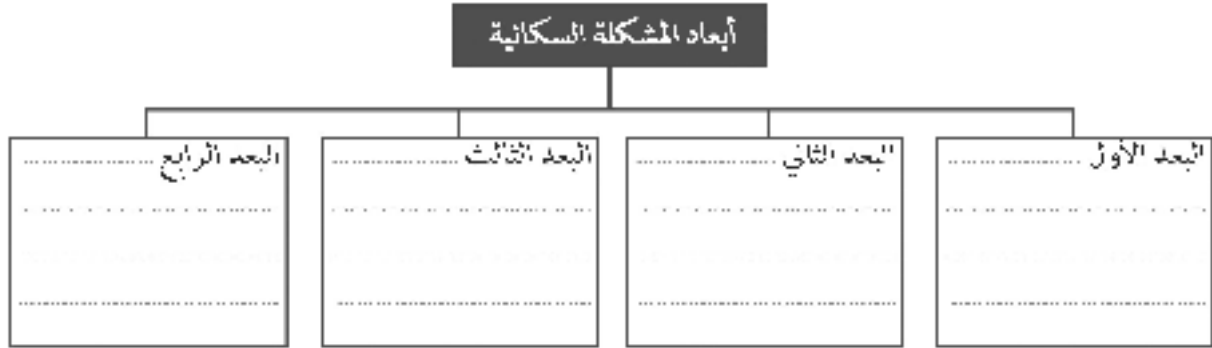 أبعاد المشكلة السكانية
البعد الأول ....................
البعد الثاني ....................
البعد الثالث ....................
البعد الرابع ....................